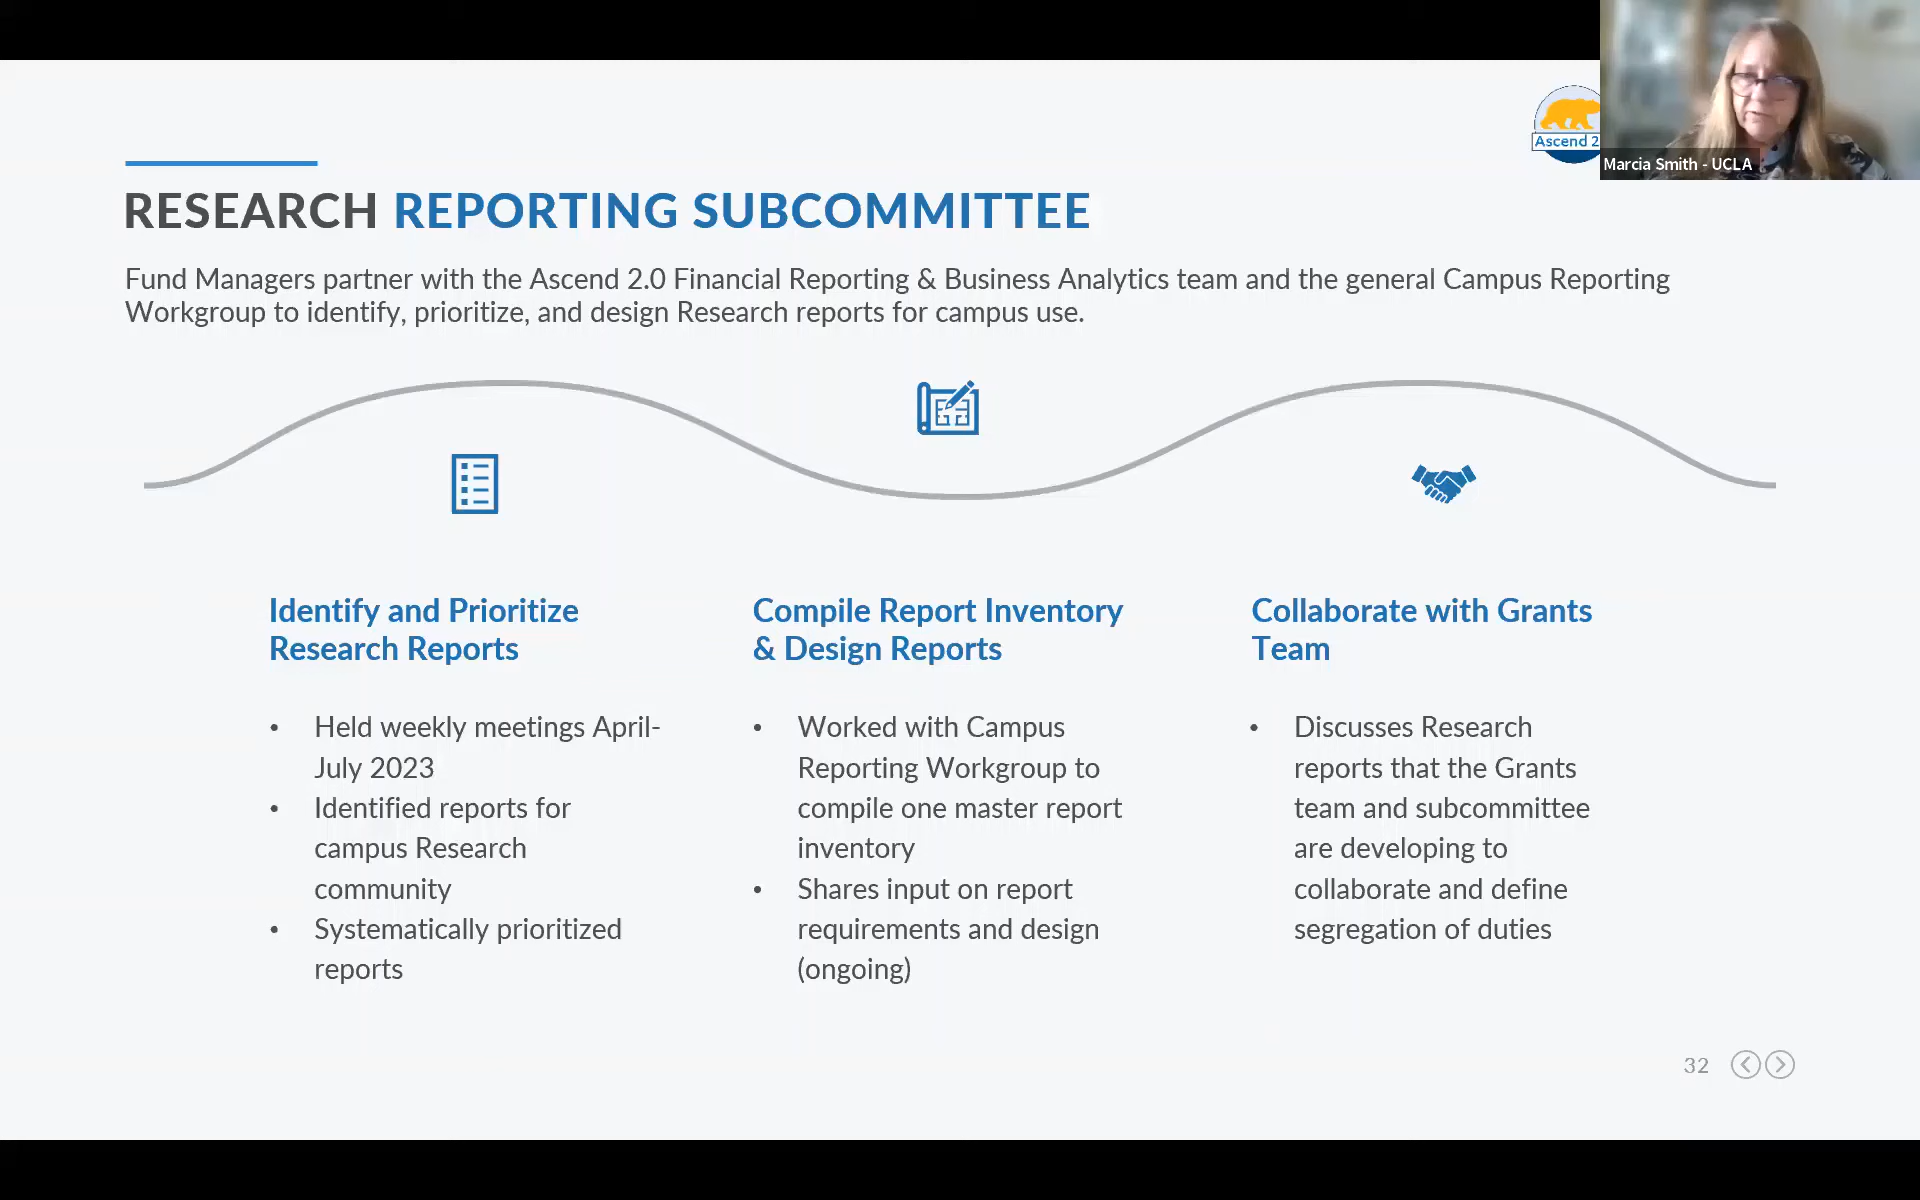 Ascend 2
Marcia Smith - UCLA
RESEARCH REPORTING SUBCOMMITTEE
Fund Managers partner with the Ascend 2.0 Financial Reporting & Business Analytics team and the general Campus Reporting
Workgroup to identify, prioritize, and design Research reports for campus use.
Identify and Prioritize
Research Reports
• Held weekly meetings April-
July 2023
• Identified reports for
campus Research
community
• Systematically prioritized
reports
Compile Report Inventory
& Design Reports
• Worked with Campus
Reporting Workgroup to
compile one master report
inventory
• Shares input on report
requirements and design
(ongoing)
Collaborate with Grants
Team
• Discusses Research
reports that the Grants
team and subcommittee
are developing to
collaborate and define
segregation of duties
32